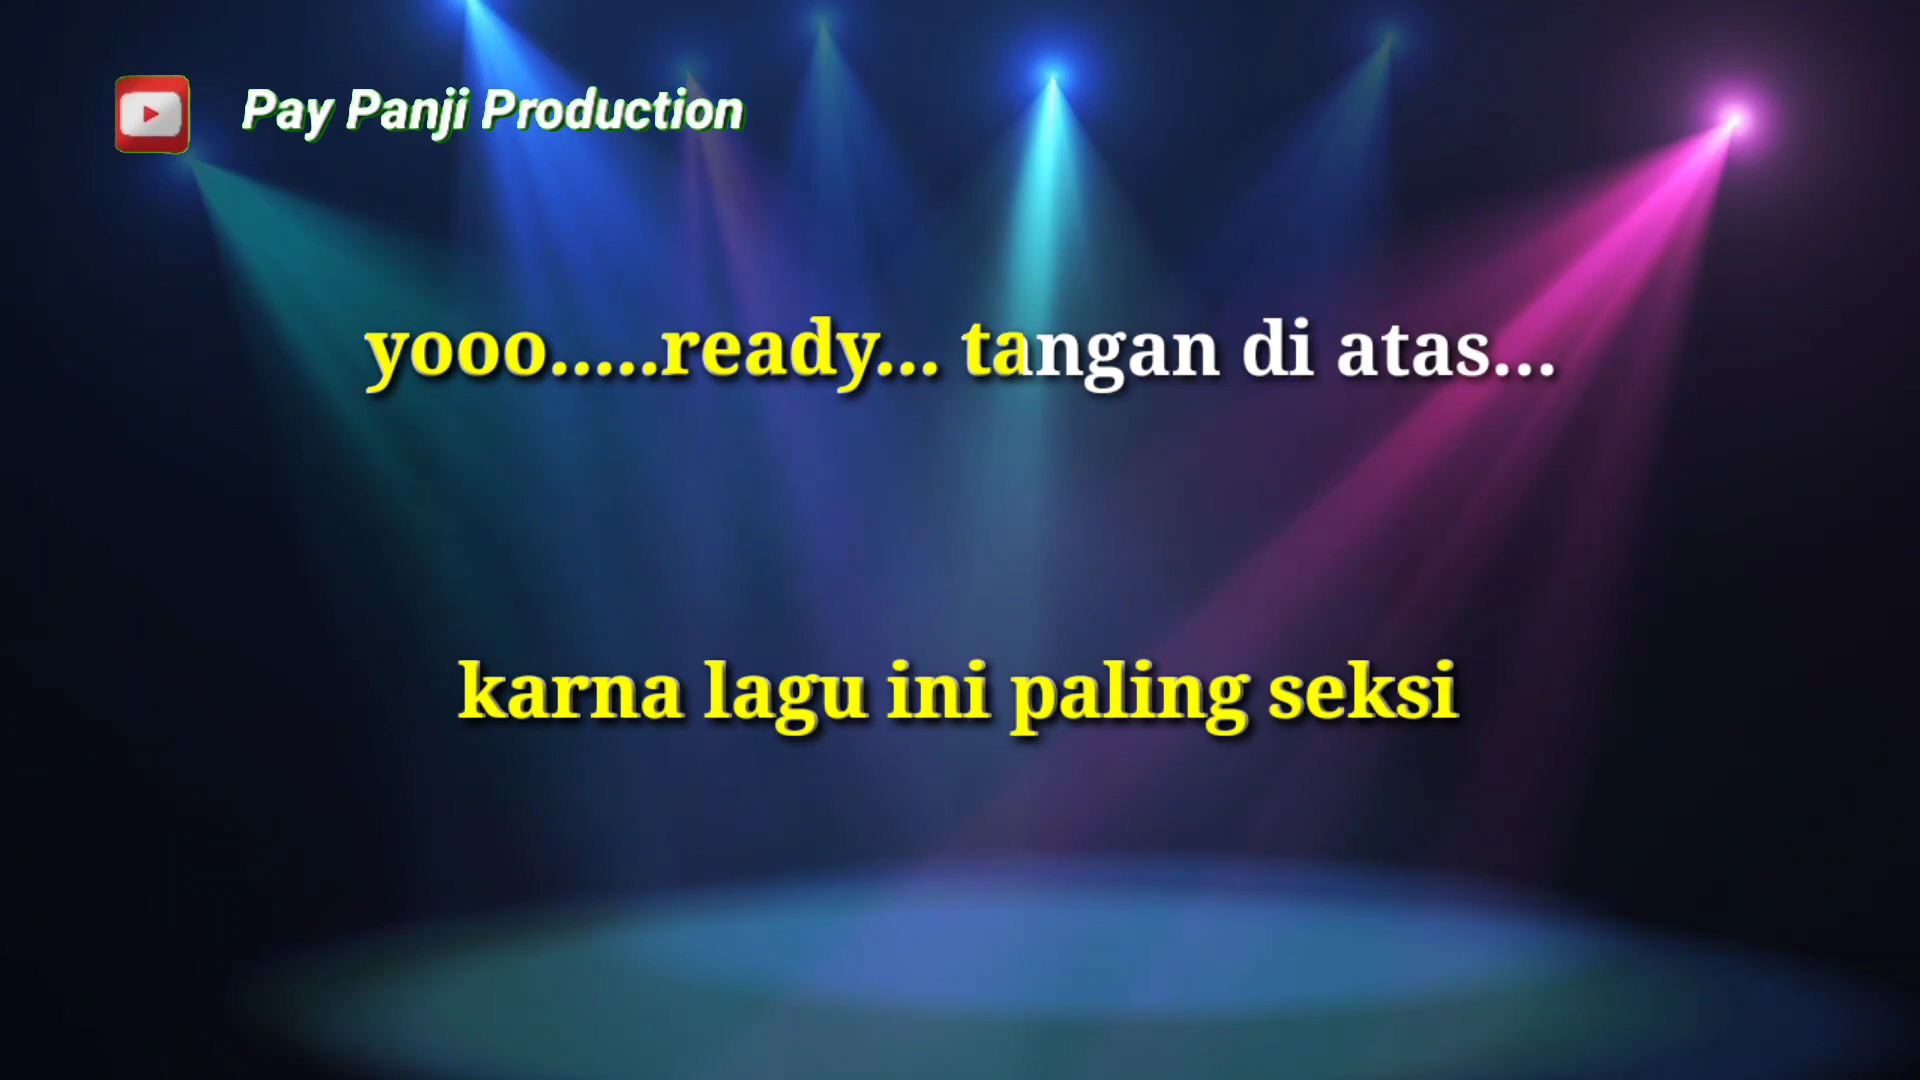 Pay Panji Production
yooo.....ready... tangan di atas...
karna lagu ini paling seksi